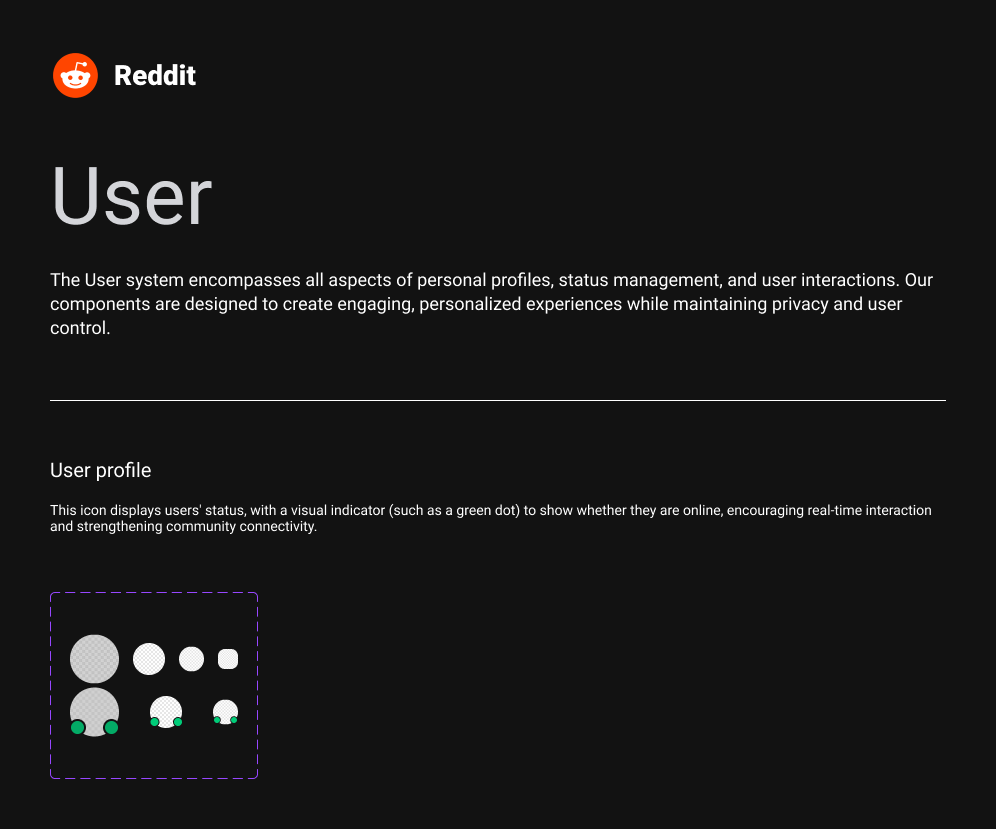 Reddit
User
The User system encompasses all aspects of personal profiles, status management, and user interactions. Our
components are designed to create engaging, personalized experiences while maintaining privacy and user
control.
User profile
This icon displays users' status, with a visual indicator (such as a green dot) to show whether they are online, encouraging real-time interaction
and strengthening community connectivity.